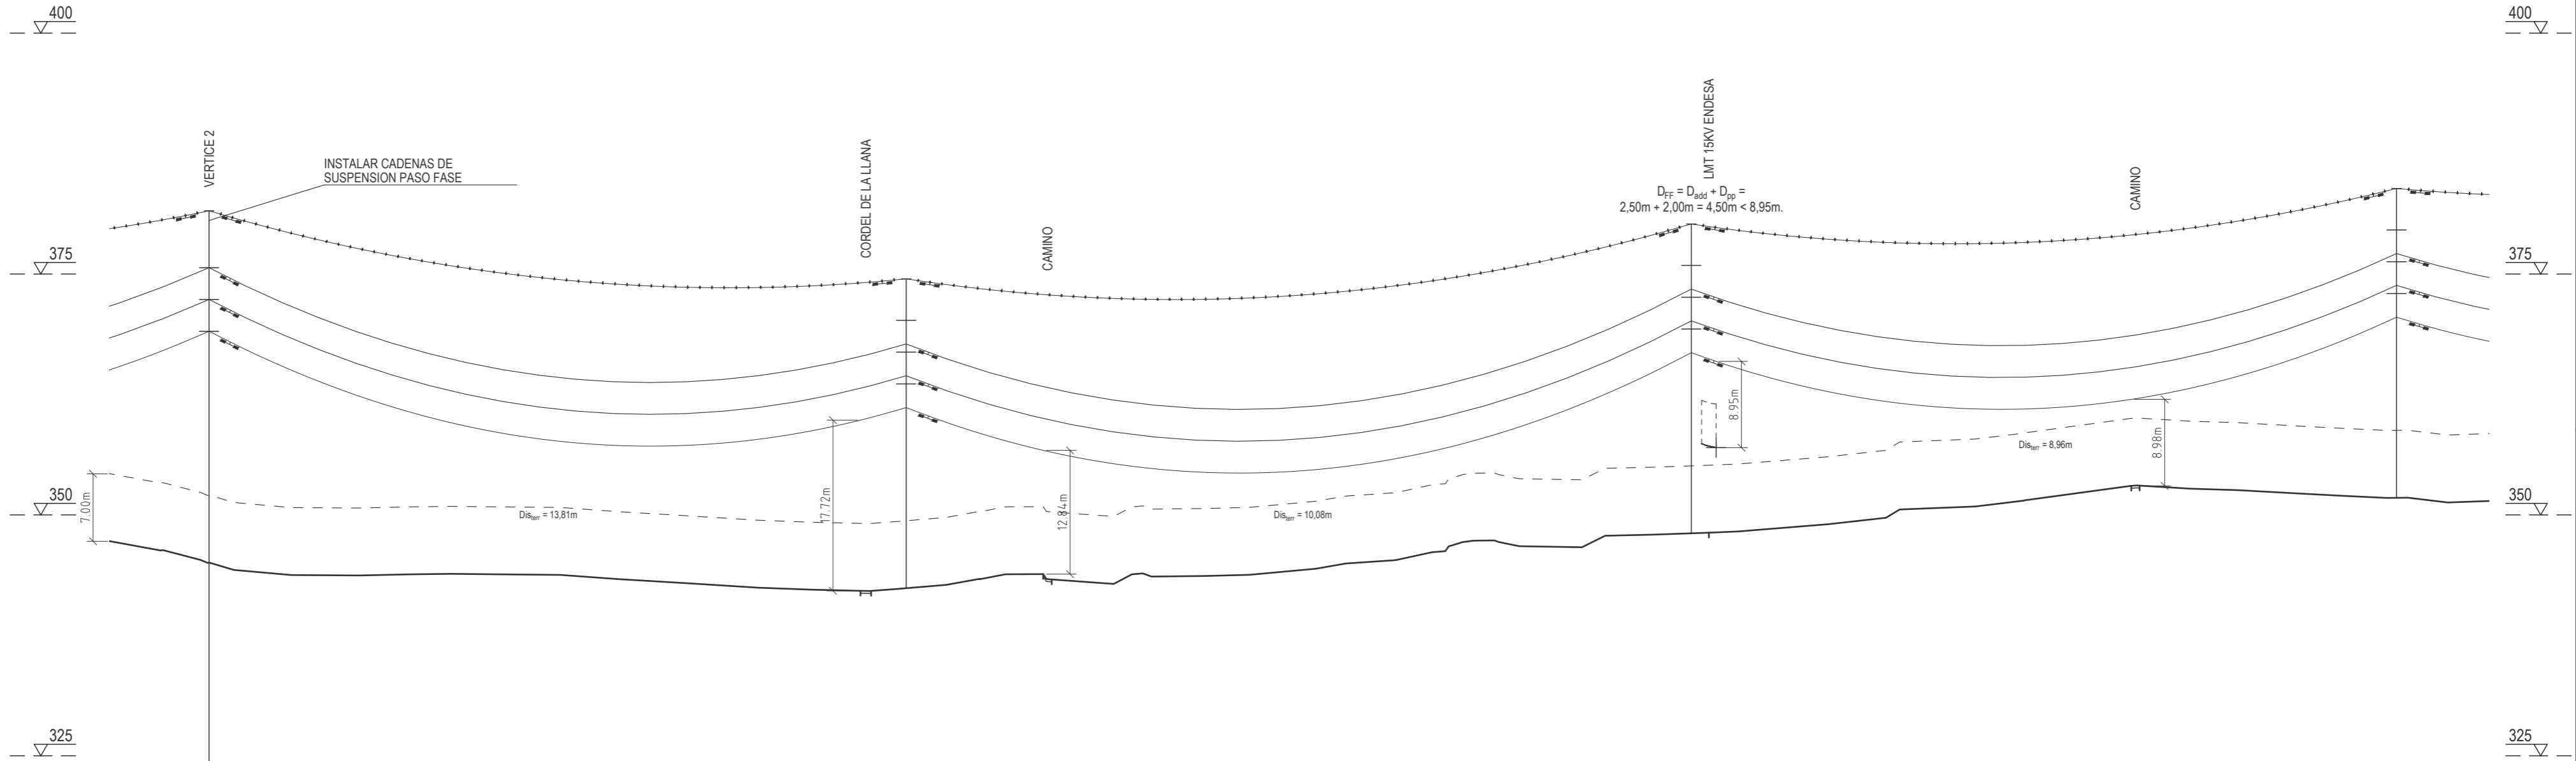 400
400
VERTICE 2
INSTALAR CADENAS DE
SUSPENSION PASO FASE
CORDEL DE LA LLANA
CAMINO
LMT 15KV ENDESA
D_FF = D_add + D_pp =
2,50m + 2,00m = 4,50m < 8,95m.
CAMINO
375
375
8.95m
Dis_terr = 8,96m
8.98m
350
350
7.00m
Dis_terr = 13,81m
17.72m
12.84m
Dis_terr = 10,08m
325
325